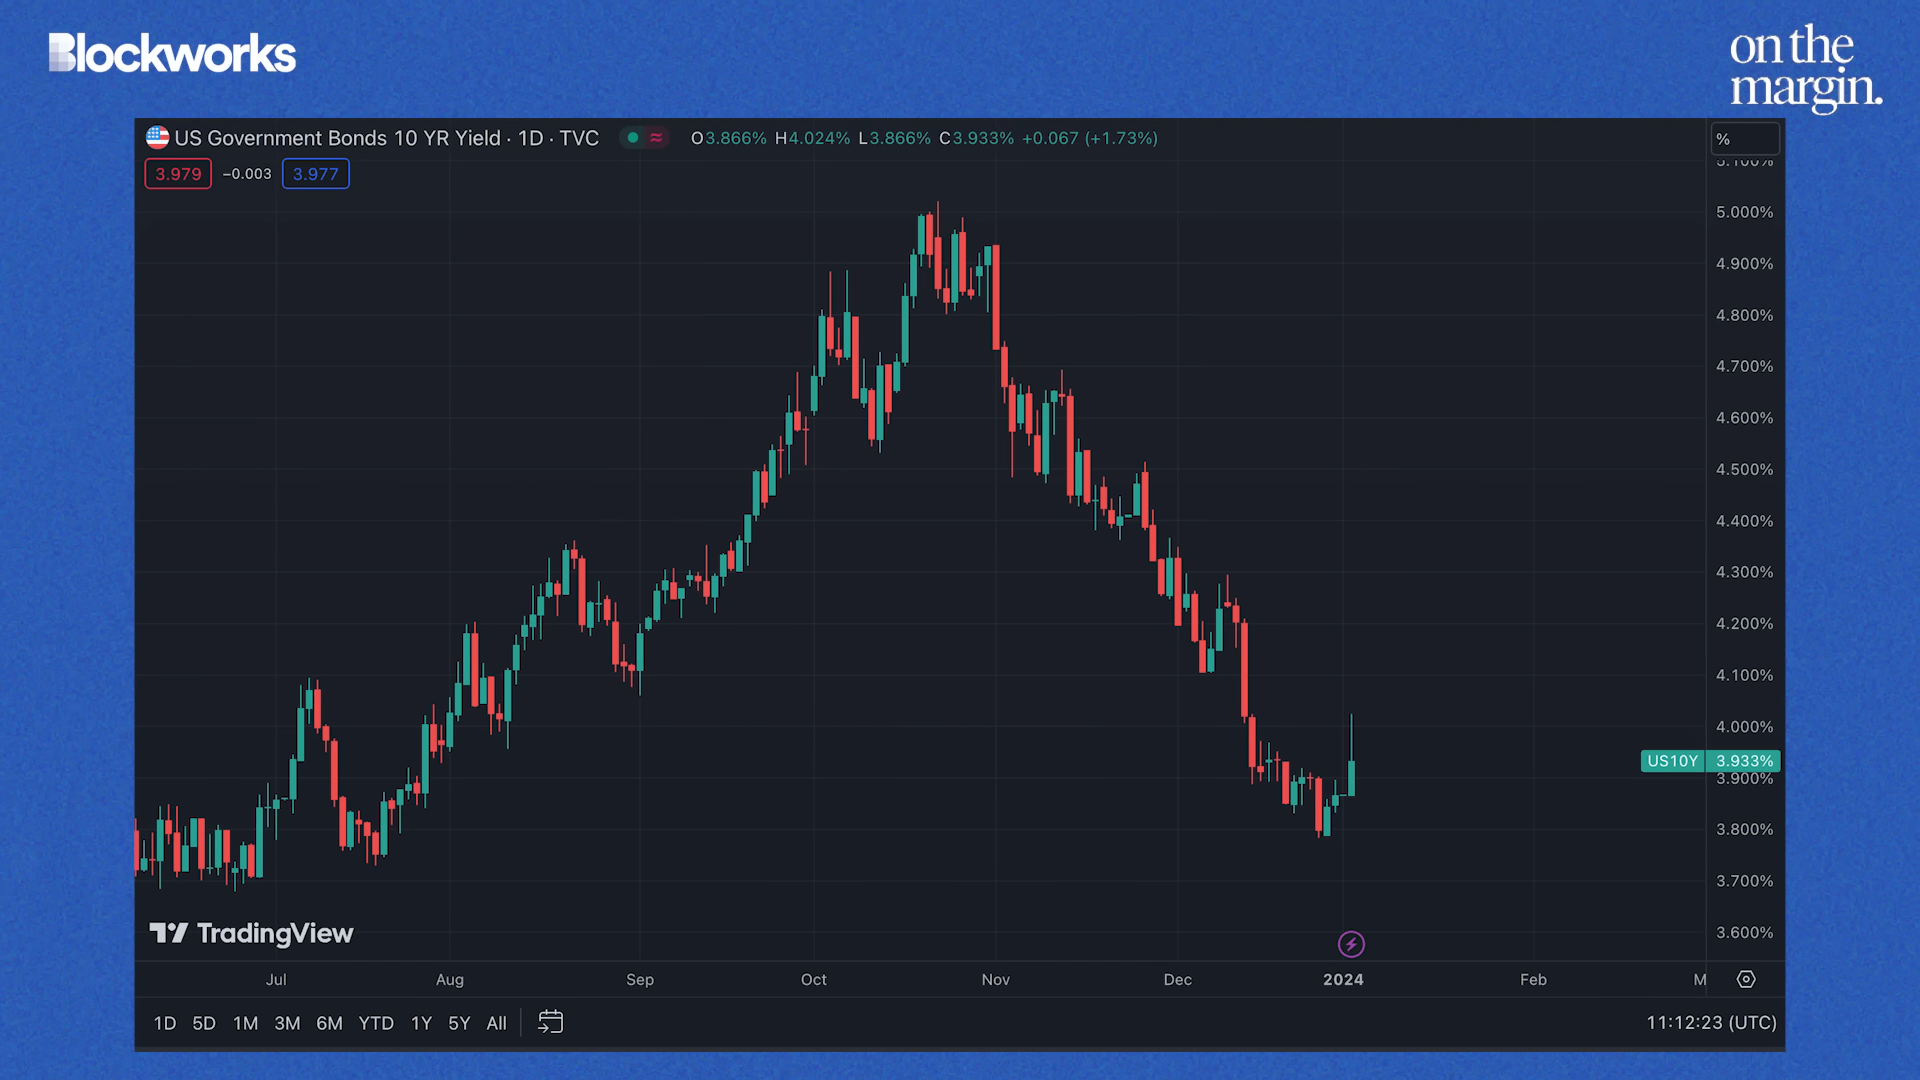 Blockworks
on the
margin.
US Government Bonds 10 YR Yield · 1D · TVC
O3.866% H4.024% L3.866% C3.933% +0.067 (+1.73%)
%
3.979 −0.003 3.977
5.100%
5.000%
4.900%
4.800%
4.700%
4.600%
4.500%
4.400%
4.300%
4.200%
4.100%
4.000%
US10Y 3.933%
3.900%
3.800%
3.700%
3.600%
TradingView
Jul Aug Sep Oct Nov Dec 2024 Feb M
1D 5D 1M 3M 6M YTD 1Y 5Y All
11:12:23 (UTC)